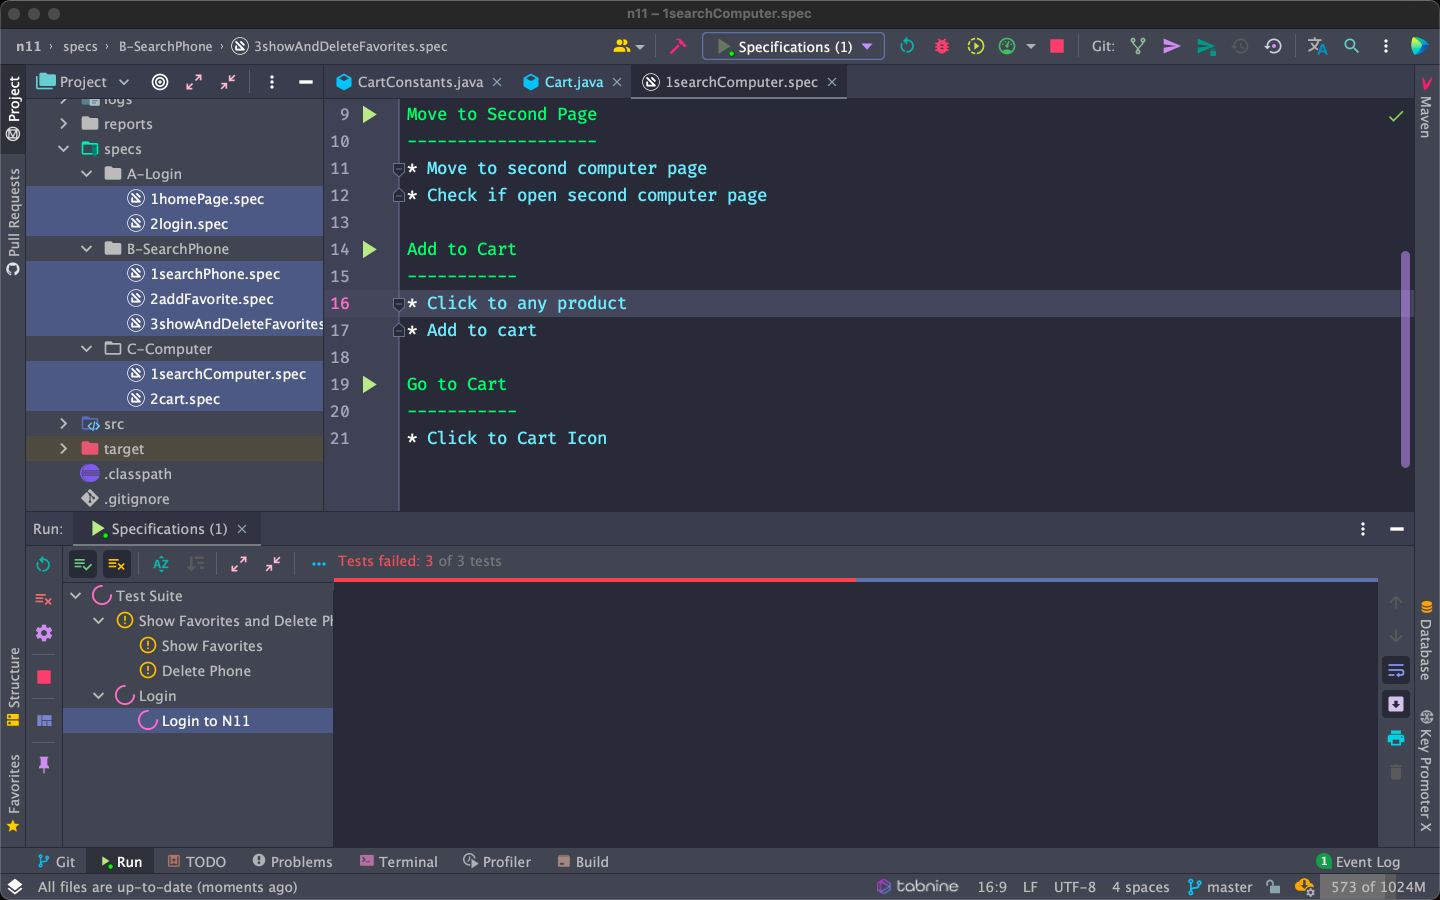 n11 – 1searchComputer.spec
n11 › specs › B-SearchPhone › 3showAndDeleteFavorites.spec
Specifications (1)
Git:
Project
CartConstants.java
Cart.java
1searchComputer.spec
Project
Pull Requests
Structure
Favorites
logs
reports
specs
A-Login
1homePage.spec
2login.spec
B-SearchPhone
1searchPhone.spec
2addFavorite.spec
3showAndDeleteFavorites
C-Computer
1searchComputer.spec
2cart.spec
src
target
.classpath
.gitignore
9 Move to Second Page
10 -------------------
11 * Move to second computer page
12 * Check if open second computer page
13
14 Add to Cart
15 -----------
16 * Click to any product
17 * Add to cart
18
19 Go to Cart
20 -----------
21 * Click to Cart Icon
Maven
Database
Key Promoter X
Run: Specifications (1)
Tests failed: 3 of 3 tests
Test Suite
Show Favorites and Delete Ph
Show Favorites
Delete Phone
Login
Login to N11
Git Run TODO Problems Terminal Profiler Build
1 Event Log
All files are up-to-date (moments ago)
tabnine 16:9 LF UTF-8 4 spaces master 573 of 1024M